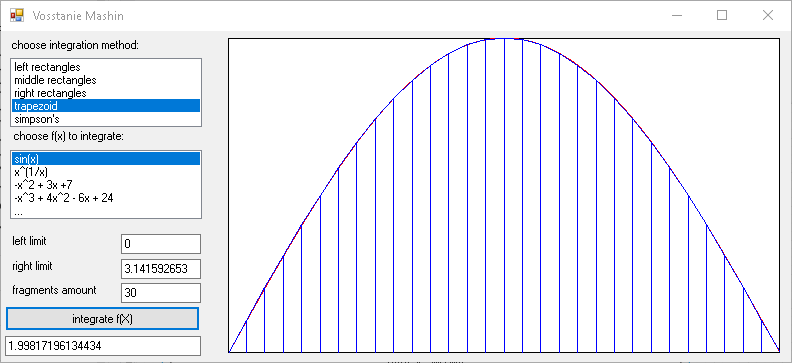 Vosstanie Mashin
choose integration method:
left rectangles
middle rectangles
right rectangles
trapezoid
simpson's
choose f(x) to integrate:
sin(x)
x^(1/x)
-x^2 + 3x +7
-x^3 + 4x^2 - 6x + 24
...
left limit 0
right limit 3.141592653
fragments amount 30
integrate f(X)
1.99817196134434